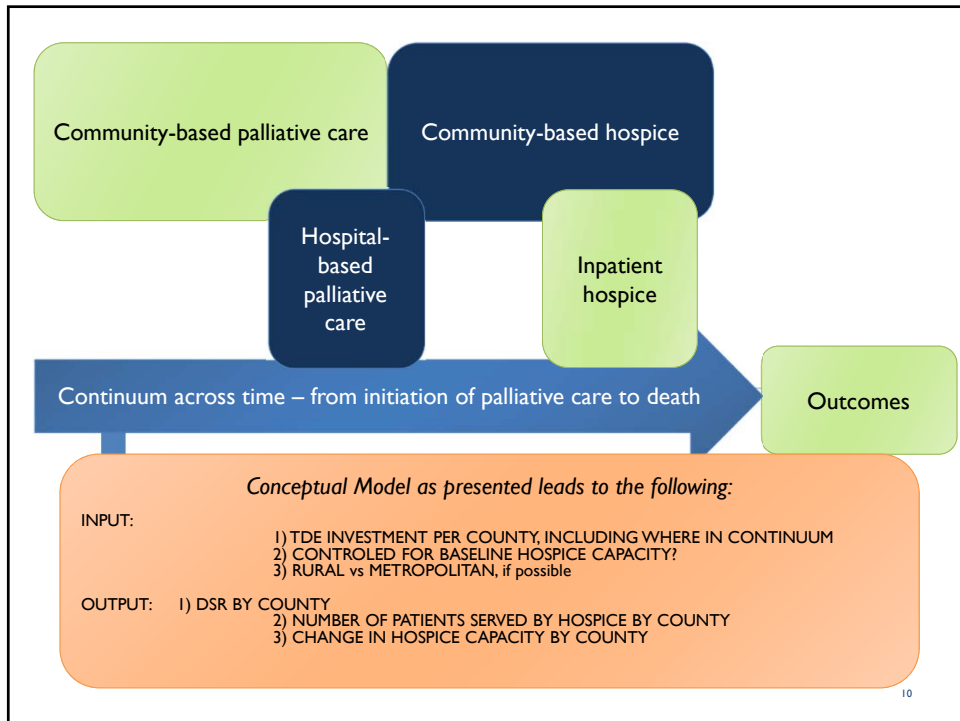 Community-based palliative care
Community-based hospice
Hospital-
based
palliative
care
Inpatient
hospice
Continuum across time – from initiation of palliative care to death
Outcomes
Conceptual Model as presented leads to the following:
INPUT:
1) TDE INVESTMENT PER COUNTY, INCLUDING WHERE IN CONTINUUM
2) CONTROLED FOR BASELINE HOSPICE CAPACITY?
3) RURAL vs METROPOLITAN, if possible
OUTPUT: 1) DSR BY COUNTY
2) NUMBER OF PATIENTS SERVED BY HOSPICE BY COUNTY
3) CHANGE IN HOSPICE CAPACITY BY COUNTY
10